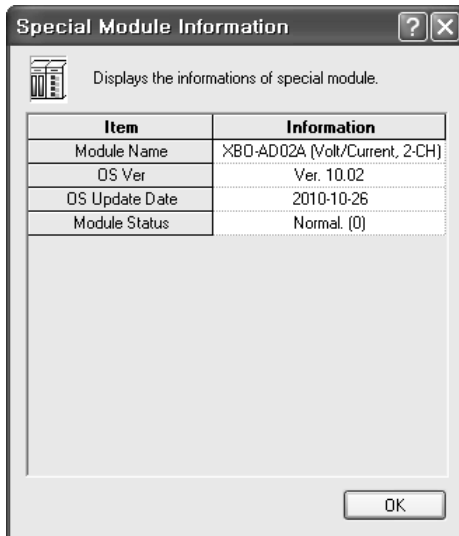 Special Module Information
Displays the informations of special module.
Item Information
Module Name XBO-AD02A (Volt/Current, 2-CH)
OS Ver Ver. 10.02
OS Update Date 2010-10-26
Module Status Normal. (0)
OK